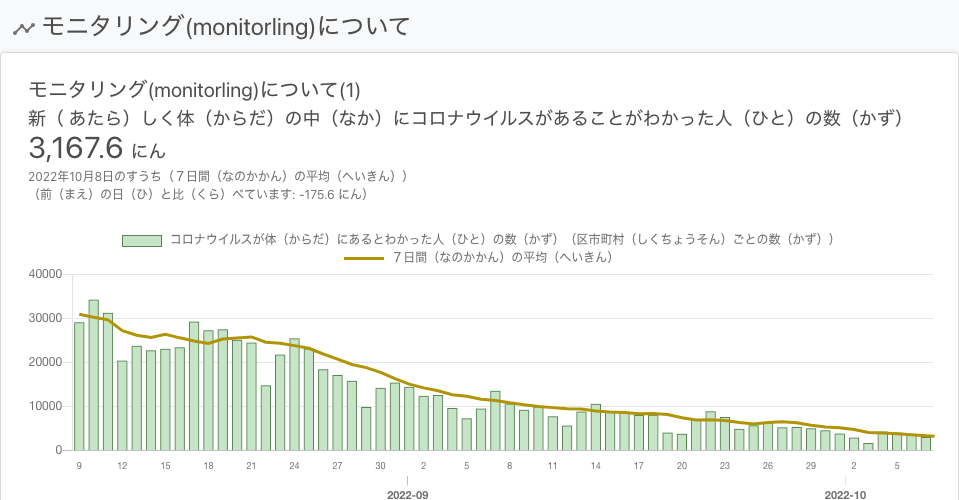 モニタリング(monitorling)について
モニタリング(monitorling)について(1)
新（ あたら）しく体（からだ）の中（なか）にコロナウイルスがあることがわかった人（ひと）の数（かず）
3,167.6 にん
2022年10月8日のすうち（７日間（なのかかん）の平均（へいきん））
（前（まえ）の日（ひ）と比（くら）べています: -175.6 にん）
コロナウイルスが体（からだ）にあるとわかった人（ひと）の数（かず）（区市町村（しくちょうそん）ごとの数（かず））
７日間（なのかかん）の平均（へいきん）
40000
30000
20000
10000
0
9 12 15 18 21 24 27 30 2 5 8 11 14 17 20 23 26 29 2 5
2022-09 2022-10